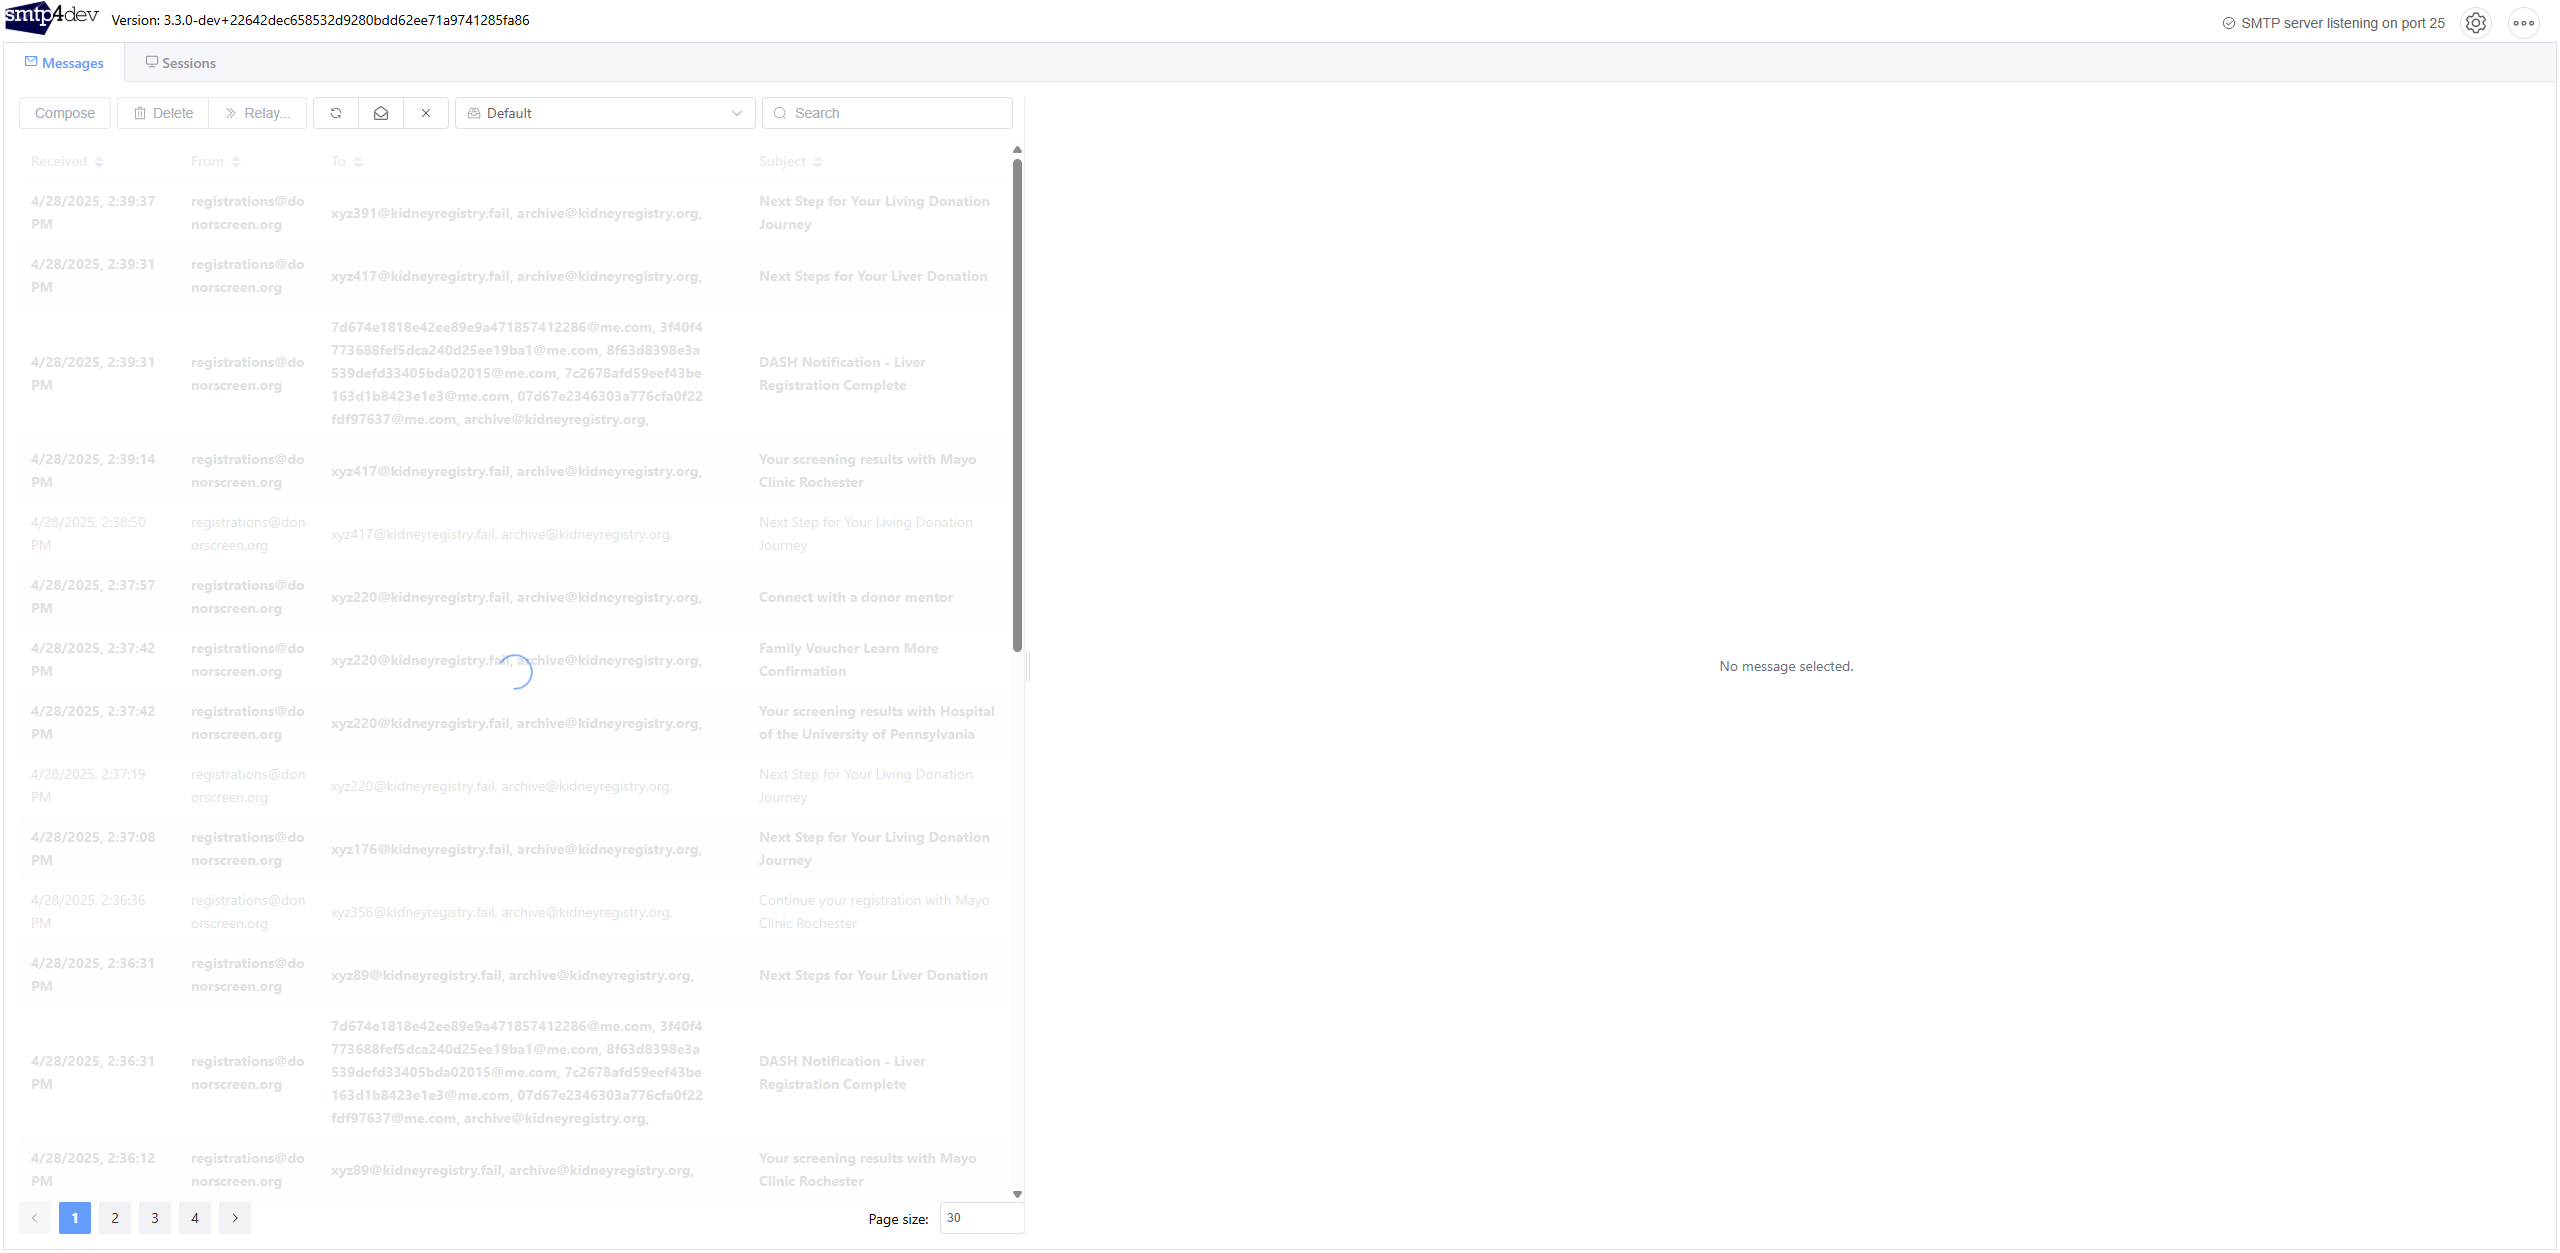 smtp4dev Version: 3.3.0-dev+22642dec658532d9280bdd62ee71a9741285fa86
SMTP server listening on port 25
Messages Sessions
Compose Delete Relay... Default Search
Received From To Subject
4/28/2025, 2:39:37 PM registrations@donorscreen.org xyz391@kidneyregistry.fail, archive@kidneyregistry.org, Next Step for Your Living Donation Journey
4/28/2025, 2:39:31 PM registrations@donorscreen.org xyz417@kidneyregistry.fail, archive@kidneyregistry.org, Next Steps for Your Liver Donation
4/28/2025, 2:39:31 PM registrations@donorscreen.org 7d674e1818e42ee89e9a471857412286@me.com, 3f40f4773688fef5dca240d25ee19ba1@me.com, 8f63d8398e3a539defd33405bda02015@me.com, 7c2678afd59eef43be163d1b8423e1e3@me.com, 07d67e2346303a776cfa0f22fdf97637@me.com, archive@kidneyregistry.org, DASH Notification - Liver Registration Complete
4/28/2025, 2:39:14 PM registrations@donorscreen.org xyz417@kidneyregistry.fail, archive@kidneyregistry.org, Your screening results with Mayo Clinic Rochester
4/28/2025, 2:38:50 PM registrations@donorscreen.org xyz417@kidneyregistry.fail, archive@kidneyregistry.org, Next Step for Your Living Donation Journey
4/28/2025, 2:37:57 PM registrations@donorscreen.org xyz220@kidneyregistry.fail, archive@kidneyregistry.org, Connect with a donor mentor
4/28/2025, 2:37:42 PM registrations@donorscreen.org xyz220@kidneyregistry.fail, archive@kidneyregistry.org, Family Voucher Learn More Confirmation
4/28/2025, 2:37:42 PM registrations@donorscreen.org xyz220@kidneyregistry.fail, archive@kidneyregistry.org, Your screening results with Hospital of the University of Pennsylvania
4/28/2025, 2:37:19 PM registrations@donorscreen.org xyz220@kidneyregistry.fail, archive@kidneyregistry.org, Next Step for Your Living Donation Journey
4/28/2025, 2:37:08 PM registrations@donorscreen.org xyz176@kidneyregistry.fail, archive@kidneyregistry.org, Next Step for Your Living Donation Journey
4/28/2025, 2:36:36 PM registrations@donorscreen.org xyz356@kidneyregistry.fail, archive@kidneyregistry.org, Continue your registration with Mayo Clinic Rochester
4/28/2025, 2:36:31 PM registrations@donorscreen.org xyz89@kidneyregistry.fail, archive@kidneyregistry.org, Next Steps for Your Liver Donation
4/28/2025, 2:36:31 PM registrations@donorscreen.org 7d674e1818e42ee89e9a471857412286@me.com, 3f40f4773688fef5dca240d25ee19ba1@me.com, 8f63d8398e3a539defd33405bda02015@me.com, 7c2678afd59eef43be163d1b8423e1e3@me.com, 07d67e2346303a776cfa0f22fdf97637@me.com, archive@kidneyregistry.org, DASH Notification - Liver Registration Complete
4/28/2025, 2:36:12 PM registrations@donorscreen.org xyz89@kidneyregistry.fail, archive@kidneyregistry.org, Your screening results with Mayo Clinic Rochester
1 2 3 4 Page size: 30
No message selected.